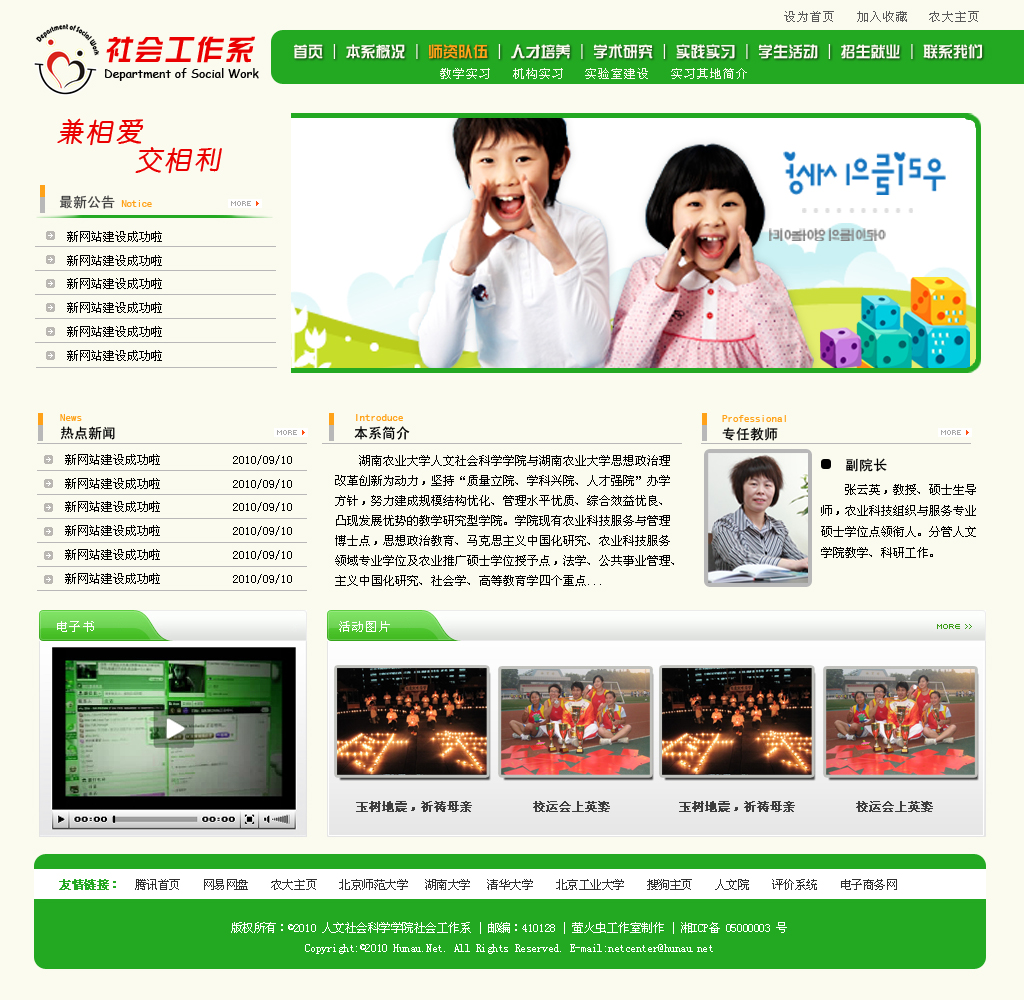 设为首页 加入收藏 农大主页
Department of Social Work
社会工作系
Department of Social Work
首页 | 本系概况 | 师资队伍 | 人才培养 | 学术研究 | 实践实习 | 学生活动 | 招生就业 | 联系我们
教学实习 机构实习 实验室建设 实习其地简介
兼相爱
交相利
최신공고
最新公告 Notice MORE
新网站建设成功啦
新网站建设成功啦
新网站建设成功啦
新网站建设成功啦
新网站建设成功啦
新网站建设成功啦
News
热点新闻 MORE
新网站建设成功啦 2010/09/10
新网站建设成功啦 2010/09/10
新网站建设成功啦 2010/09/10
新网站建设成功啦 2010/09/10
新网站建设成功啦 2010/09/10
新网站建设成功啦 2010/09/10
Introduce
本系简介
湖南农业大学人文社会科学学院与湖南农业大学思想政治理
改革创新为动力，坚持“质量立院、学科兴院、人才强院”办学
方针，努力建成规模结构优化、管理水平优质、综合效益优良、
凸现发展优势的教学研究型学院。学院现有农业科技服务与管理
博士点，思想政治教育、马克思主义中国化研究、农业科技服务
领域专业学位及农业推广硕士学位授予点，法学、公共事业管理、
主义中国化研究、社会学、高等教育学四个重点...
Professional
专任教师 MORE
副院长
张云英，教授、硕士生导
师，农业科技组织与服务专业
硕士学位点领衔人。分管人文
学院教学、科研工作。
电子书
00:00 00:00
活动图片 MORE >>
玉树地震，祈祷母亲 校运会上英姿 玉树地震，祈祷母亲 校运会上英姿
友情链接： 腾讯首页 网易网盘 农大主页 北京师范大学 湖南大学 清华大学 北京工业大学 搜狗主页 人文院 评价系统 电子商务网
版权所有：©2010 人文社会科学学院社会工作系 | 邮编：410128 | 萤火虫工作室制作 | 湘ICP备 05000003 号
Copyright:©2010 Hunau.Net. All Rights Reserved. E-mail:netcenter@hunau.net